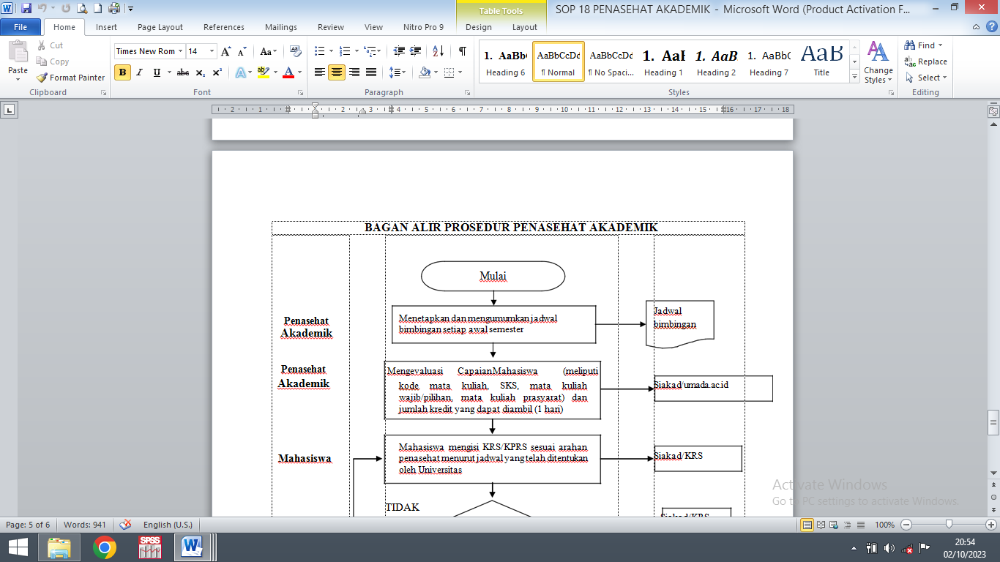 SOP 18 PENASEHAT AKADEMIK - Microsoft Word (Product Activation F...
Table Tools
File Home Insert Page Layout References Mailings Review View Nitro Pro 9 Design Layout
Paste
Cut
Copy
Format Painter
Clipboard
Times New Rom 14
Font
Paragraph
1. AaBb( AaBbCcDd AaBbCcDd 1. AaI 1. AaB 1. AaBbC AaB
Heading 6 ¶ Normal ¶ No Spaci... Heading 1 Heading 2 Heading 7 Title
Change Styles
Styles
Find
Replace
Select
Editing
2 1 1 2 3 4 5 6 7 8 9 10 11 12 13 14 15 16 17 18
BAGAN ALIR PROSEDUR PENASEHAT AKADEMIK
Mulai
Penasehat
Akademik
Menetapkan dan mengumumkan jadwal
bimbingan setiap awal semester
Jadwal
bimbingan
Penasehat
Akademik
Mengevaluasi CapaianMahasiswa (meliputi
kode mata kuliah, SKS, mata kuliah
wajib/pilihan, mata kuliah prasyarat) dan
jumlah kredit yang dapat diambil (1 hari)
Siakad/umada.ac.id
Mahasiswa
Mahasiswa mengisi KRS/KPRS sesuai arahan
penasehat menurut jadwal yang telah ditentukan
oleh Universitas
Siakad/KRS
TIDAK
Siakad/KRS
Activate Windows
Go to PC settings to activate Windows.
Page: 5 of 6 Words: 941 English (U.S.) 100%
20:54
02/10/2023